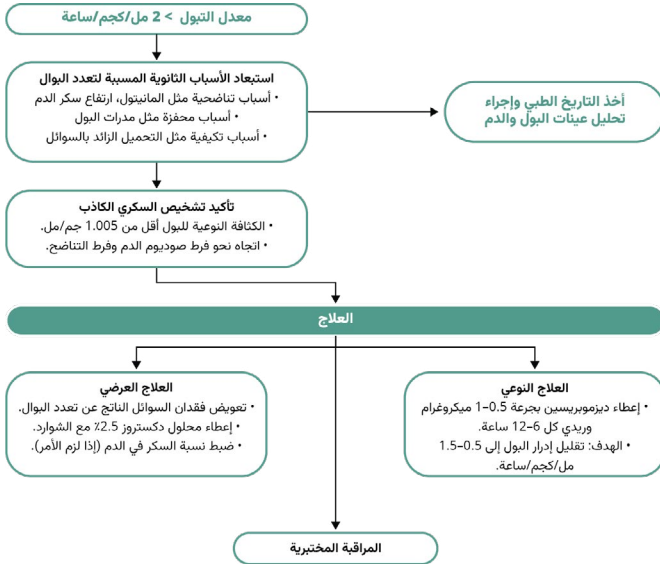 معدل التبول > 2 مل/كجم/ساعة
استبعاد الأسباب الثانوية المسببة لتعدد البوال
• أسباب تناضحية مثل المانيتول، ارتفاع سكر الدم
• أسباب محفزة مثل مدرات البول
• أسباب تكيفية مثل التحميل الزائد بالسوائل
أخذ التاريخ الطبي وإجراء
تحليل عينات البول والدم
تأكيد تشخيص السكري الكاذب
• الكثافة النوعية للبول أقل من 1.005 جم/مل.
• اتجاه نحو فرط صوديوم الدم وفرط التناضح.
العلاج
العلاج النوعي
• إعطاء ديزموبريسين بجرعة 0.5–1 ميكروغرام
وريدي كل 6–12 ساعة.
• الهدف: تقليل إدرار البول إلى 0.5–1.5
مل/كجم/ساعة.
العلاج العرضي
• تعويض فقدان السوائل الناتج عن تعدد البوال.
• إعطاء محلول دكستروز 2.5٪ مع الشوارد.
• ضبط نسبة السكر في الدم (إذا لزم الأمر).
المراقبة المختبرية